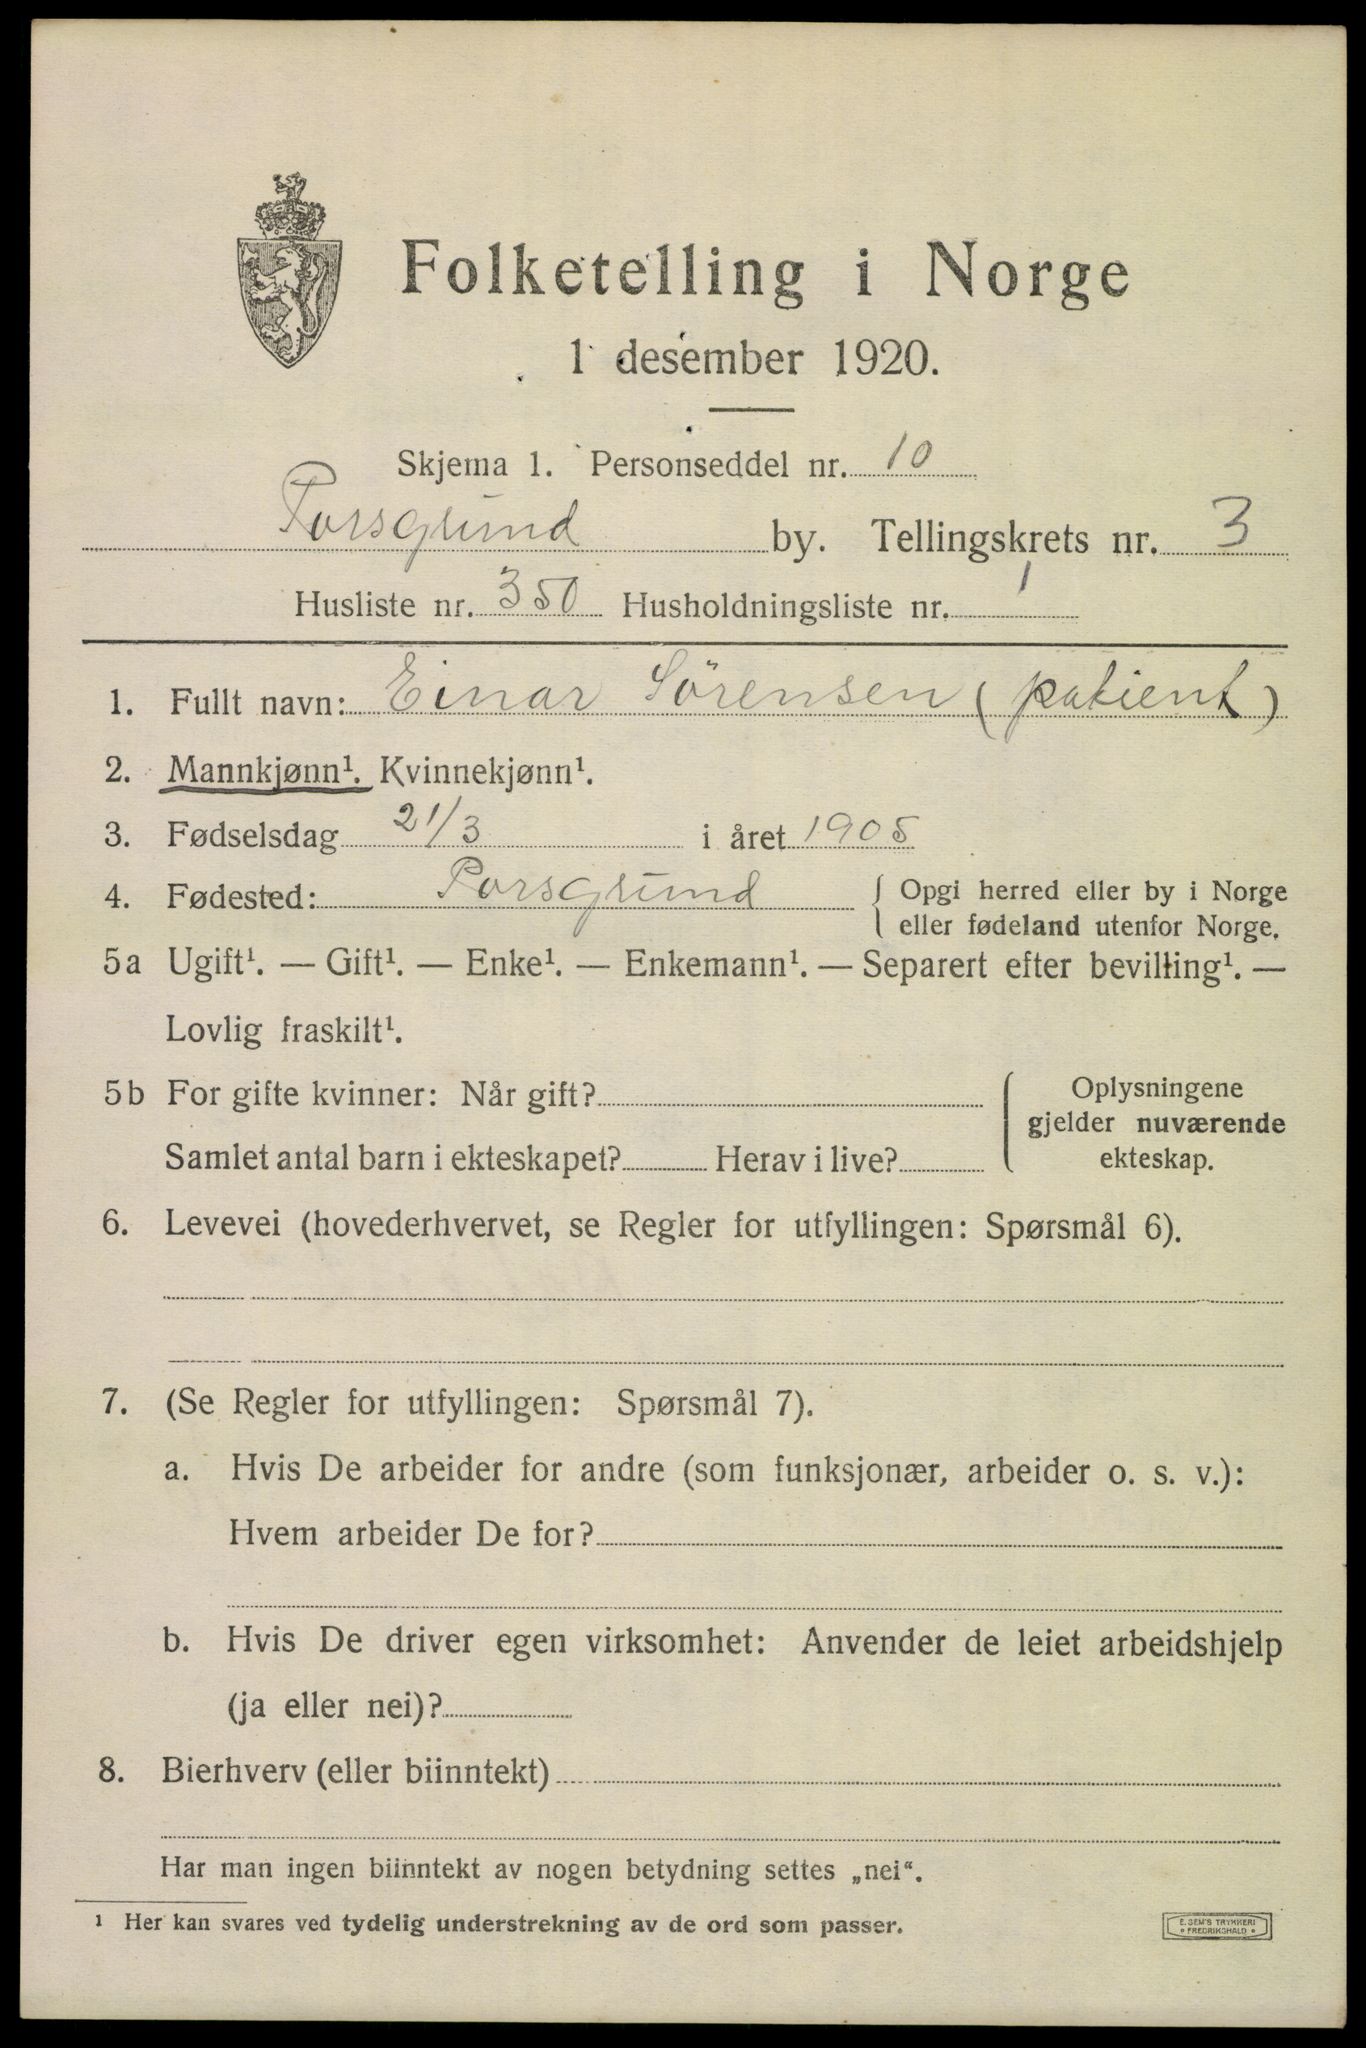 Folketelling i Norge
1 desember 1920.
Skjema 1. Personseddel nr. 10
Porsgrund by. Tellingskrets nr. 3
Husliste nr. 350 Husholdningsliste nr. 1
1. Fullt navn: Einar Sörensen (patient)
2. Mannkjønn¹. Kvinnekjønn¹.
3. Fødselsdag 21/3 i året 1905
4. Fødested: Porsgrund { Opgi herred eller by i Norge
eller fødeland utenfor Norge.
5a Ugift¹. — Gift¹. — Enke¹. — Enkemann¹. — Separert efter bevilling¹. —
Lovlig fraskilt¹.
5b For gifte kvinner: Når gift?
Samlet antal barn i ekteskapet? Herav i live?
Oplysningene
gjelder nuværende
ekteskap.
6. Levevei (hovederhvervet, se Regler for utfyllingen: Spørsmål 6).
7. (Se Regler for utfyllingen: Spørsmål 7).
a. Hvis De arbeider for andre (som funksjonær, arbeider o. s. v.):
Hvem arbeider De for?
b. Hvis De driver egen virksomhet: Anvender de leiet arbeidshjelp
(ja eller nei)?
8. Bierhverv (eller biinntekt)
Har man ingen biinntekt av nogen betydning settes „nei“.
¹ Her kan svares ved tydelig understrekning av de ord som passer.
E. SEM'S TRYKKERI
• FREDRIKSHALD •